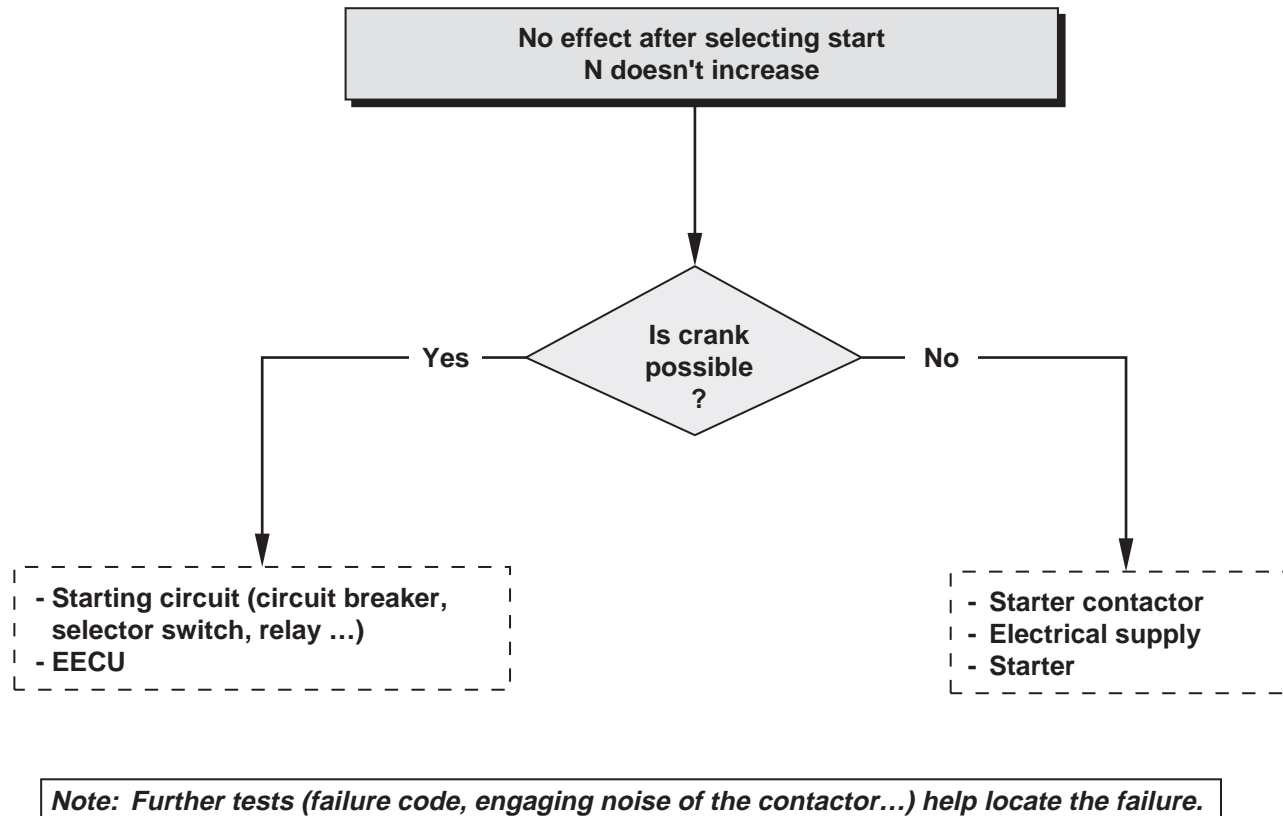 No effect after selecting start
N doesn't increase
Is crank
possible
?
Yes
No
- Starting circuit (circuit breaker,
selector switch, relay …)
- EECU
- Starter contactor
- Electrical supply
- Starter
Note: Further tests (failure code, engaging noise of the contactor…) help locate the failure.